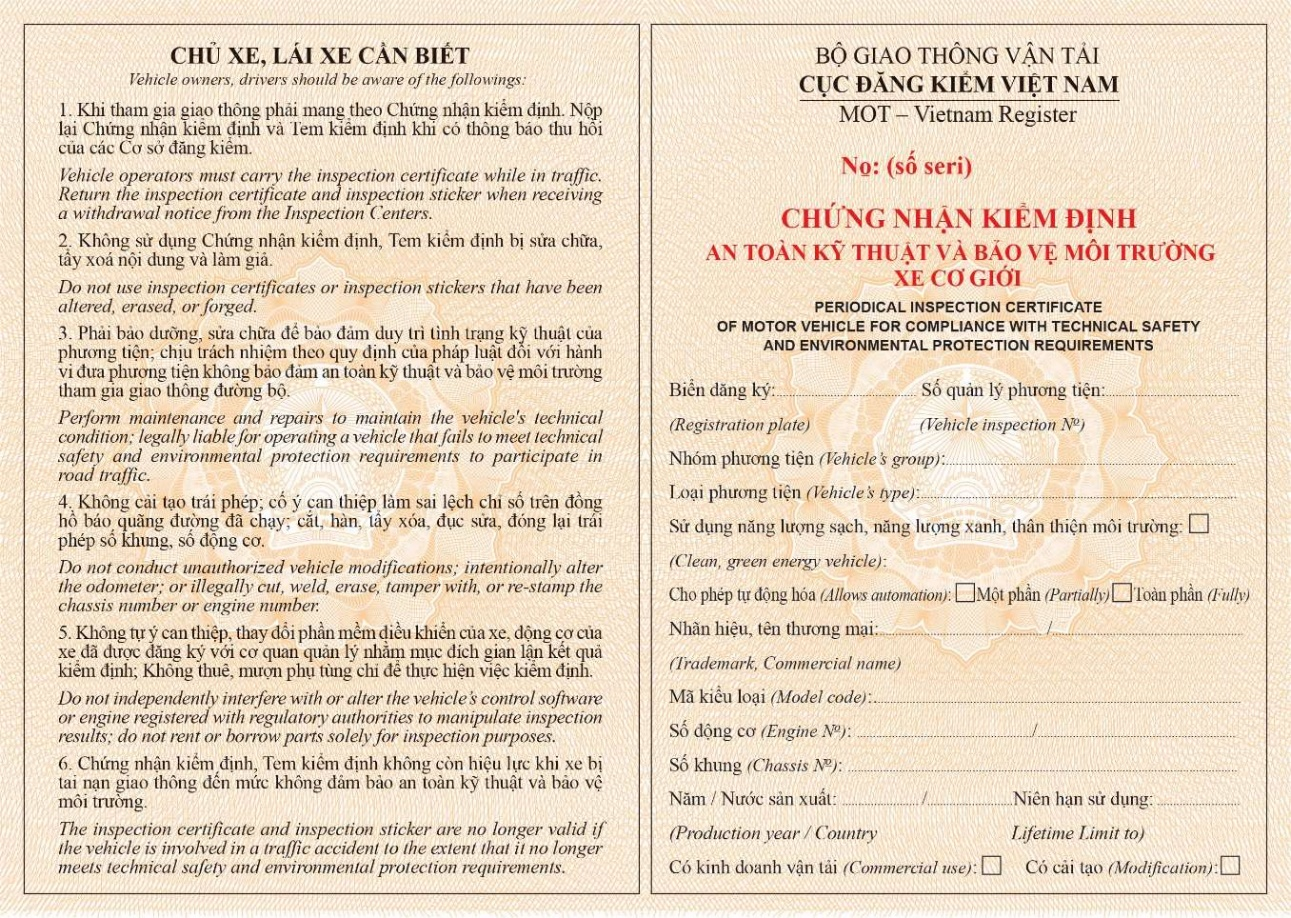 CHỦ XE, LÁI XE CẦN BIẾT
Vehicle owners, drivers should be aware of the followings:
1. Khi tham gia giao thông phải mang theo Chứng nhận kiểm định. Nộp
lại Chứng nhận kiểm định và Tem kiểm định khi có thông báo thu hồi
của các Cơ sở đăng kiểm.
Vehicle operators must carry the inspection certificate while in traffic.
Return the inspection certificate and inspection sticker when receiving
a withdrawal notice from the Inspection Centers.
2. Không sử dụng Chứng nhận kiểm định, Tem kiểm định bị sửa chữa,
tẩy xoá nội dung và làm giả.
Do not use inspection certificates or inspection stickers that have been
altered, erased, or forged.
3. Phải bảo dưỡng, sửa chữa để bảo đảm duy trì tình trạng kỹ thuật của
phương tiện; chịu trách nhiệm theo quy định của pháp luật đối với hành
vi đưa phương tiện không bảo đảm an toàn kỹ thuật và bảo vệ môi trường
tham gia giao thông đường bộ.
Perform maintenance and repairs to maintain the vehicle's technical
condition; legally liable for operating a vehicle that fails to meet technical
safety and environmental protection requirements to participate in
road traffic.
4. Không cải tạo trái phép; cố ý can thiệp làm sai lệch chỉ số trên đồng
hồ báo quãng đường đã chạy; cắt, hàn, tẩy xóa, đục sửa, đóng lại trái
phép số khung, số động cơ.
Do not conduct unauthorized vehicle modifications; intentionally alter
the odometer; or illegally cut, weld, erase, tamper with, or re-stamp the
chassis number or engine number.
5. Không tự ý can thiệp, thay đổi phần mềm điều khiển của xe, động cơ của
xe đã được đăng ký với cơ quan quản lý nhằm mục đích gian lận kết quả
kiểm định; Không thuê, mượn phụ tùng chỉ để thực hiện việc kiểm định.
Do not independently interfere with or alter the vehicle's control software
or engine registered with regulatory authorities to manipulate inspection
results; do not rent or borrow parts solely for inspection purposes.
6. Chứng nhận kiểm định, Tem kiểm định không còn hiệu lực khi xe bị
tai nạn giao thông đến mức không đảm bảo an toàn kỹ thuật và bảo vệ
môi trường.
The inspection certificate and inspection sticker are no longer valid if
the vehicle is involved in a traffic accident to the extent that it no longer
meets technical safety and environmental protection requirements.
BỘ GIAO THÔNG VẬN TẢI
CỤC ĐĂNG KIỂM VIỆT NAM
MOT – Vietnam Register
Nọ: (số seri)
CHỨNG NHẬN KIỂM ĐỊNH
AN TOÀN KỸ THUẬT VÀ BẢO VỆ MÔI TRƯỜNG
XE CƠ GIỚI
PERIODICAL INSPECTION CERTIFICATE
OF MOTOR VEHICLE FOR COMPLIANCE WITH TECHNICAL SAFETY
AND ENVIRONMENTAL PROTECTION REQUIREMENTS
Biển đăng ký: Số quản lý phương tiện:
(Registration plate) (Vehicle inspection Nº)
Nhóm phương tiện (Vehicle's group):
Loại phương tiện (Vehicle's type):
Sử dụng năng lượng sạch, năng lượng xanh, thân thiện môi trường: ☐
(Clean, green energy vehicle):
Cho phép tự động hóa (Allows automation): ☐ Một phần (Partially) ☐ Toàn phần (Fully)
Nhãn hiệu, tên thương mại: /
(Trademark, Commercial name)
Mã kiểu loại (Model code):
Số động cơ (Engine Nº): /
Số khung (Chassis Nº):
Năm / Nước sản xuất: / Niên hạn sử dụng:
(Production year / Country Lifetime Limit to)
Có kinh doanh vận tải (Commercial use): ☐ Có cải tạo (Modification): ☐